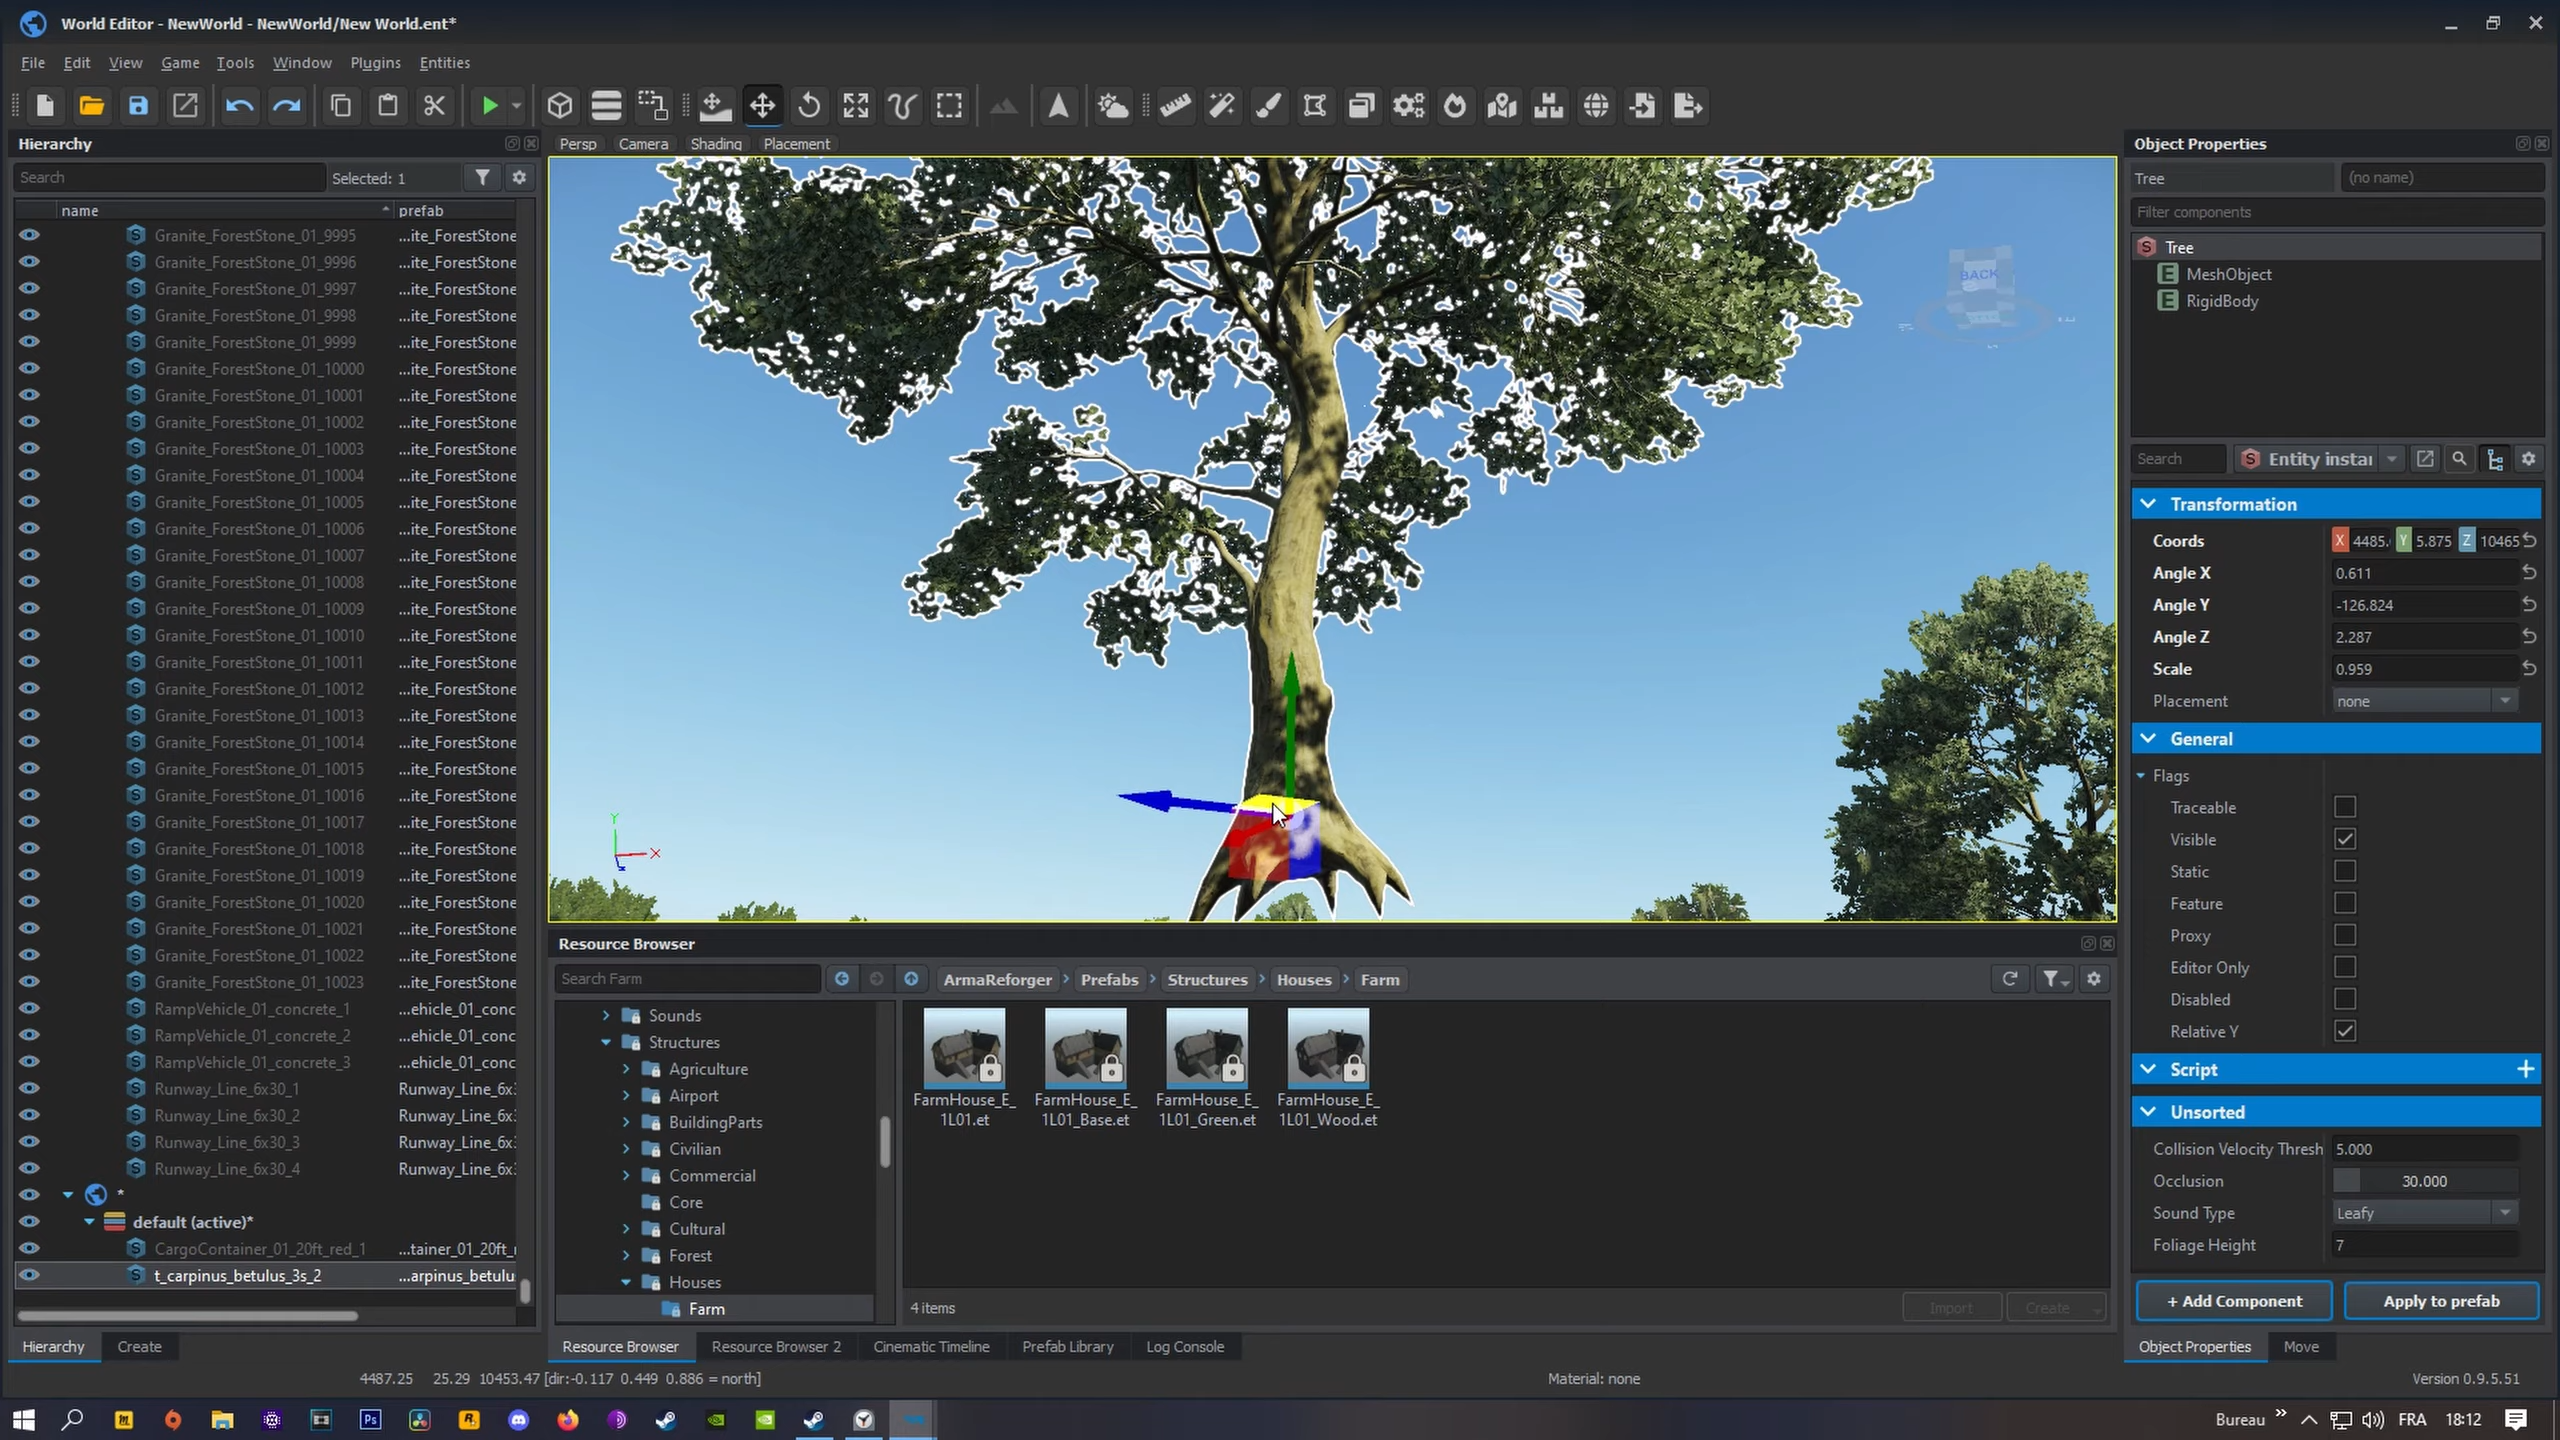 World Editor - NewWorld - NewWorld/New World.ent*
File Edit View Game Tools Window Plugins Entities
Hierarchy
Search Selected: 1
name prefab
Granite_ForestStone_01_9995 ...ite_ForestStone
Granite_ForestStone_01_9996 ...ite_ForestStone
Granite_ForestStone_01_9997 ...ite_ForestStone
Granite_ForestStone_01_9998 ...ite_ForestStone
Granite_ForestStone_01_9999 ...ite_ForestStone
Granite_ForestStone_01_10000 ...ite_ForestStone
Granite_ForestStone_01_10001 ...ite_ForestStone
Granite_ForestStone_01_10002 ...ite_ForestStone
Granite_ForestStone_01_10003 ...ite_ForestStone
Granite_ForestStone_01_10004 ...ite_ForestStone
Granite_ForestStone_01_10005 ...ite_ForestStone
Granite_ForestStone_01_10006 ...ite_ForestStone
Granite_ForestStone_01_10007 ...ite_ForestStone
Granite_ForestStone_01_10008 ...ite_ForestStone
Granite_ForestStone_01_10009 ...ite_ForestStone
Granite_ForestStone_01_10010 ...ite_ForestStone
Granite_ForestStone_01_10011 ...ite_ForestStone
Granite_ForestStone_01_10012 ...ite_ForestStone
Granite_ForestStone_01_10013 ...ite_ForestStone
Granite_ForestStone_01_10014 ...ite_ForestStone
Granite_ForestStone_01_10015 ...ite_ForestStone
Granite_ForestStone_01_10016 ...ite_ForestStone
Granite_ForestStone_01_10017 ...ite_ForestStone
Granite_ForestStone_01_10018 ...ite_ForestStone
Granite_ForestStone_01_10019 ...ite_ForestStone
Granite_ForestStone_01_10020 ...ite_ForestStone
Granite_ForestStone_01_10021 ...ite_ForestStone
Granite_ForestStone_01_10022 ...ite_ForestStone
Granite_ForestStone_01_10023 ...ite_ForestStone
RampVehicle_01_concrete_1 ...ehicle_01_conc
RampVehicle_01_concrete_2 ...ehicle_01_conc
RampVehicle_01_concrete_3 ...ehicle_01_conc
Runway_Line_6x30_1 Runway_Line_6x3
Runway_Line_6x30_2 Runway_Line_6x3
Runway_Line_6x30_3 Runway_Line_6x3
Runway_Line_6x30_4 Runway_Line_6x3
*
default (active)*
CargoContainer_01_20ft_red_1 ...tainer_01_20ft_r
t_carpinus_betulus_3s_2 ...arpinus_betulu
Hierarchy Create
Persp Camera Shading Placement
BACK
Y
X
Resource Browser
Search Farm
ArmaReforger > Prefabs > Structures > Houses > Farm
Sounds
Structures
Agriculture
Airport
BuildingParts
Civilian
Commercial
Core
Cultural
Forest
Houses
Farm
FarmHouse_E_
1L01.et
FarmHouse_E_
1L01_Base.et
FarmHouse_E_
1L01_Green.et
FarmHouse_E_
1L01_Wood.et
4 items
Import Create
Resource Browser Resource Browser 2 Cinematic Timeline Prefab Library Log Console
Object Properties
Tree (no name)
Filter components
Tree
MeshObject
RigidBody
Search Entity instar
Transformation
Coords X 4485. Y 5.875 Z 10465
Angle X 0.611
Angle Y -126.824
Angle Z 2.287
Scale 0.959
Placement none
General
Flags
Traceable
Visible
Static
Feature
Proxy
Editor Only
Disabled
Relative Y
Script
Unsorted
Collision Velocity Thresh 5.000
Occlusion 30.000
Sound Type Leafy
Foliage Height 7
+ Add Component Apply to prefab
Object Properties Move
4487.25 25.29 10453.47 [dir:-0.117 0.449 0.886 = north]
Material: none
Version 0.9.5.51
Ps
Bureau » FRA 18:12